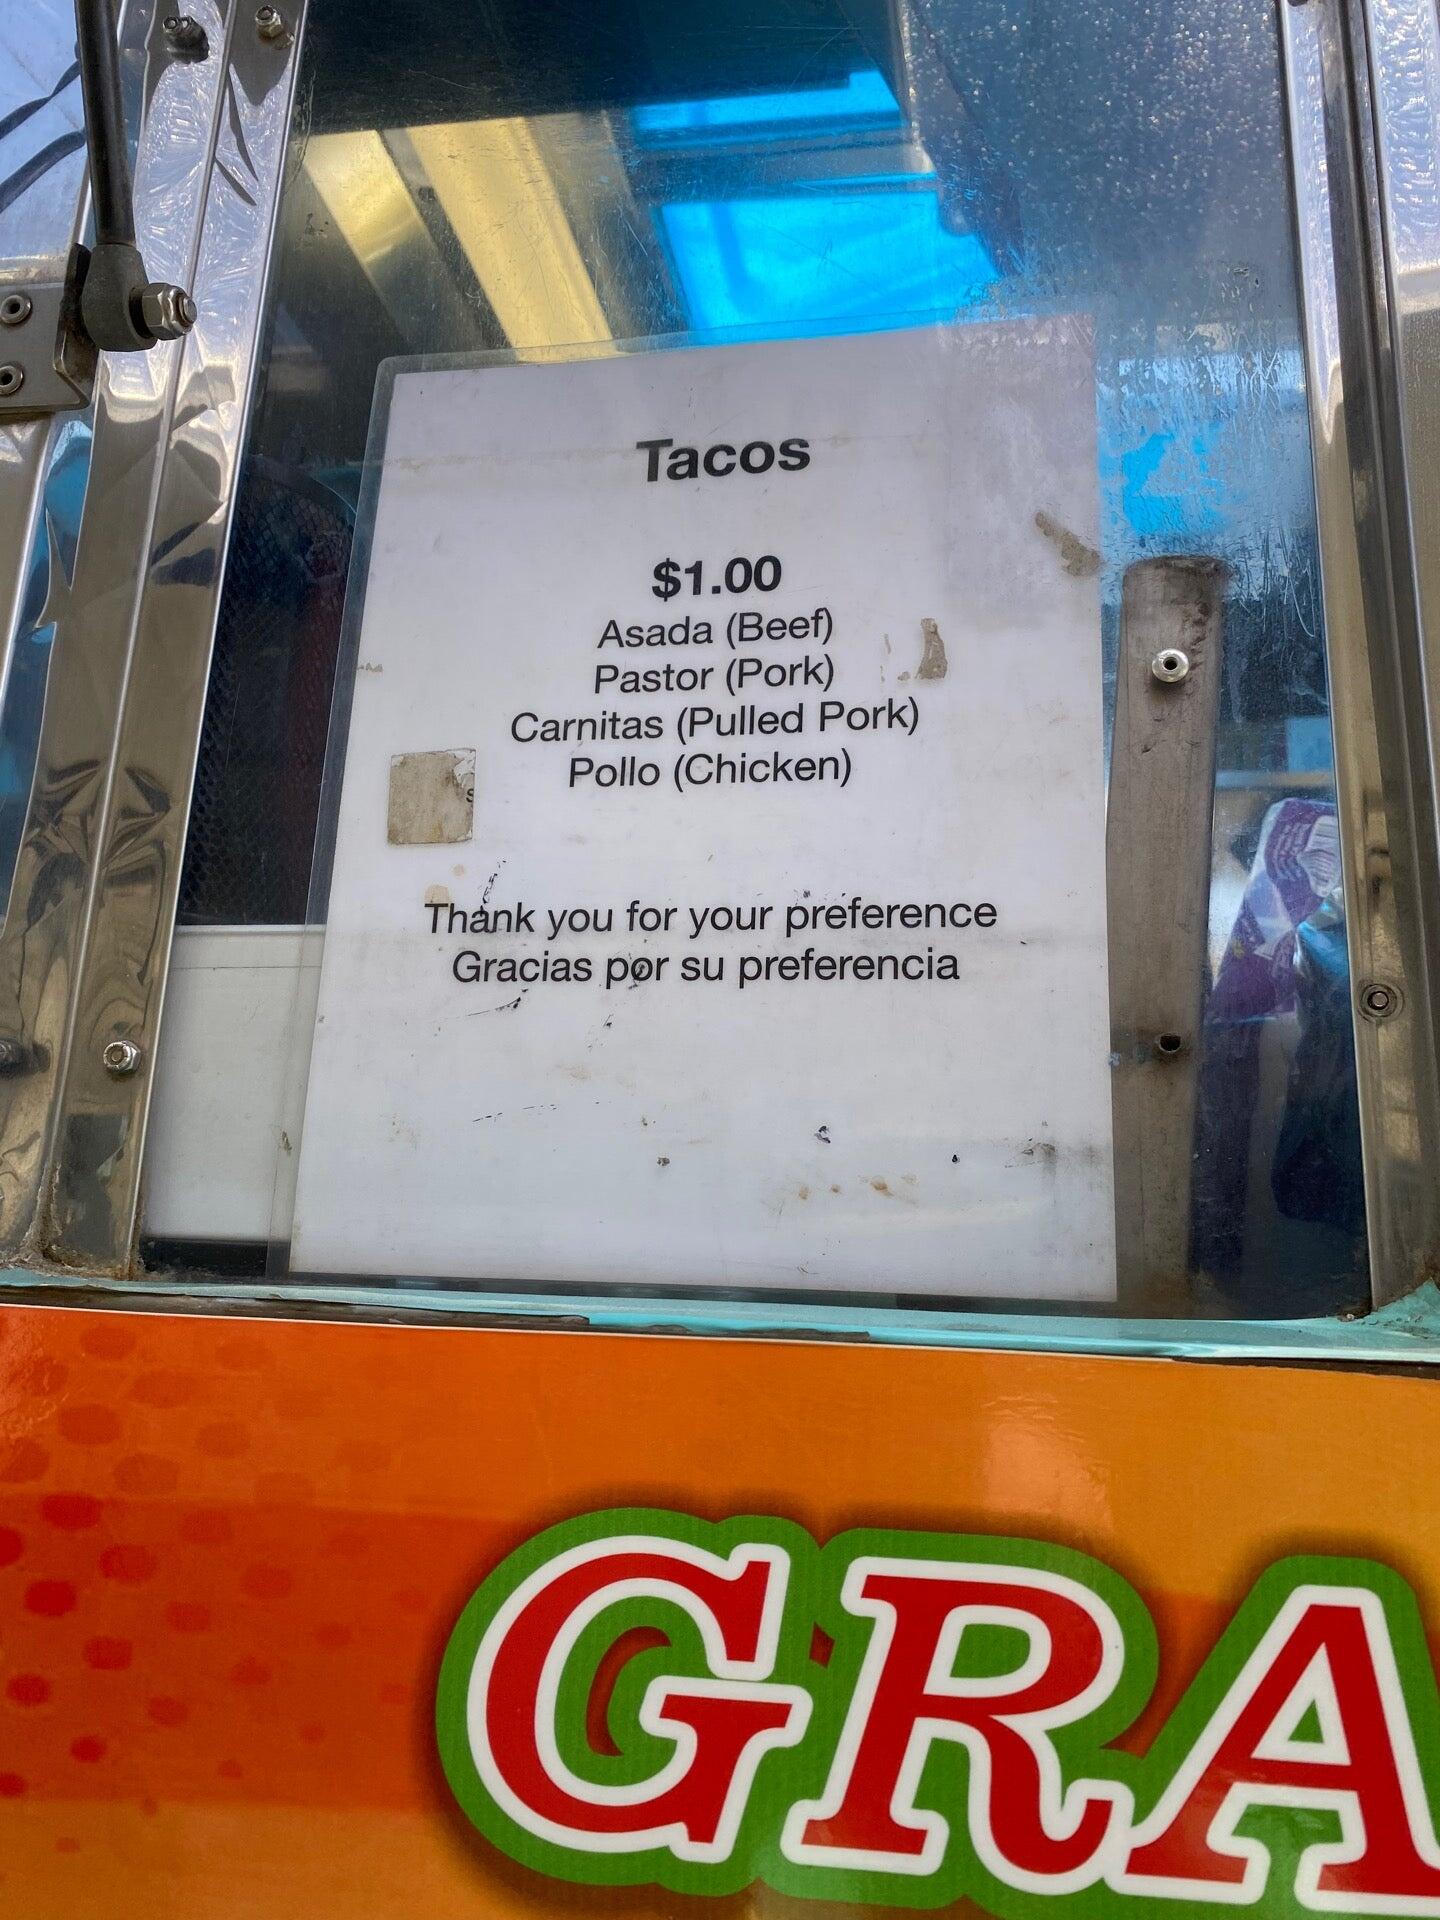 Tacos
$1.00
Asada (Beef)
Pastor (Pork)
Carnitas (Pulled Pork)
Pollo (Chicken)
Thank you for your preference
Gracias por su preferencia
GRA